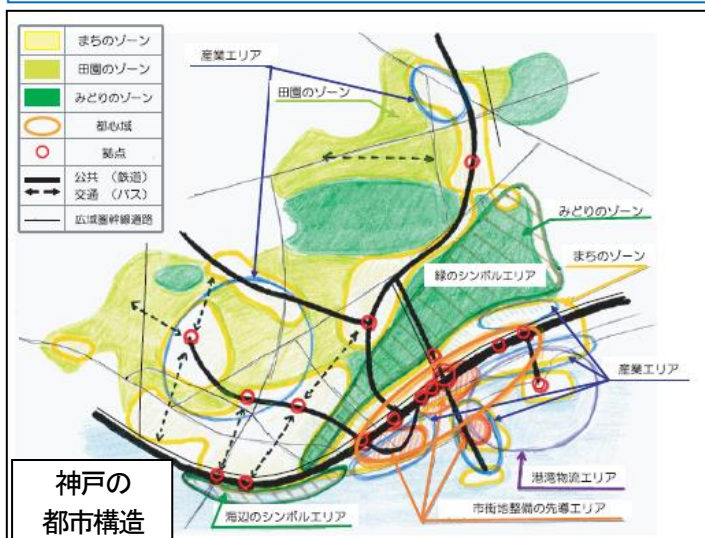 まちのゾーン
田園のゾーン
みどりのゾーン
都心域
拠点
公共 (鉄道)
交通 (バス)
広域圏幹線道路
産業エリア
田園のゾーン
みどりのゾーン
まちのゾーン
緑のシンボルエリア
産業エリア
港湾物流エリア
市街地整備の先導エリア
海辺のシンボルエリア
神戸の
都市構造